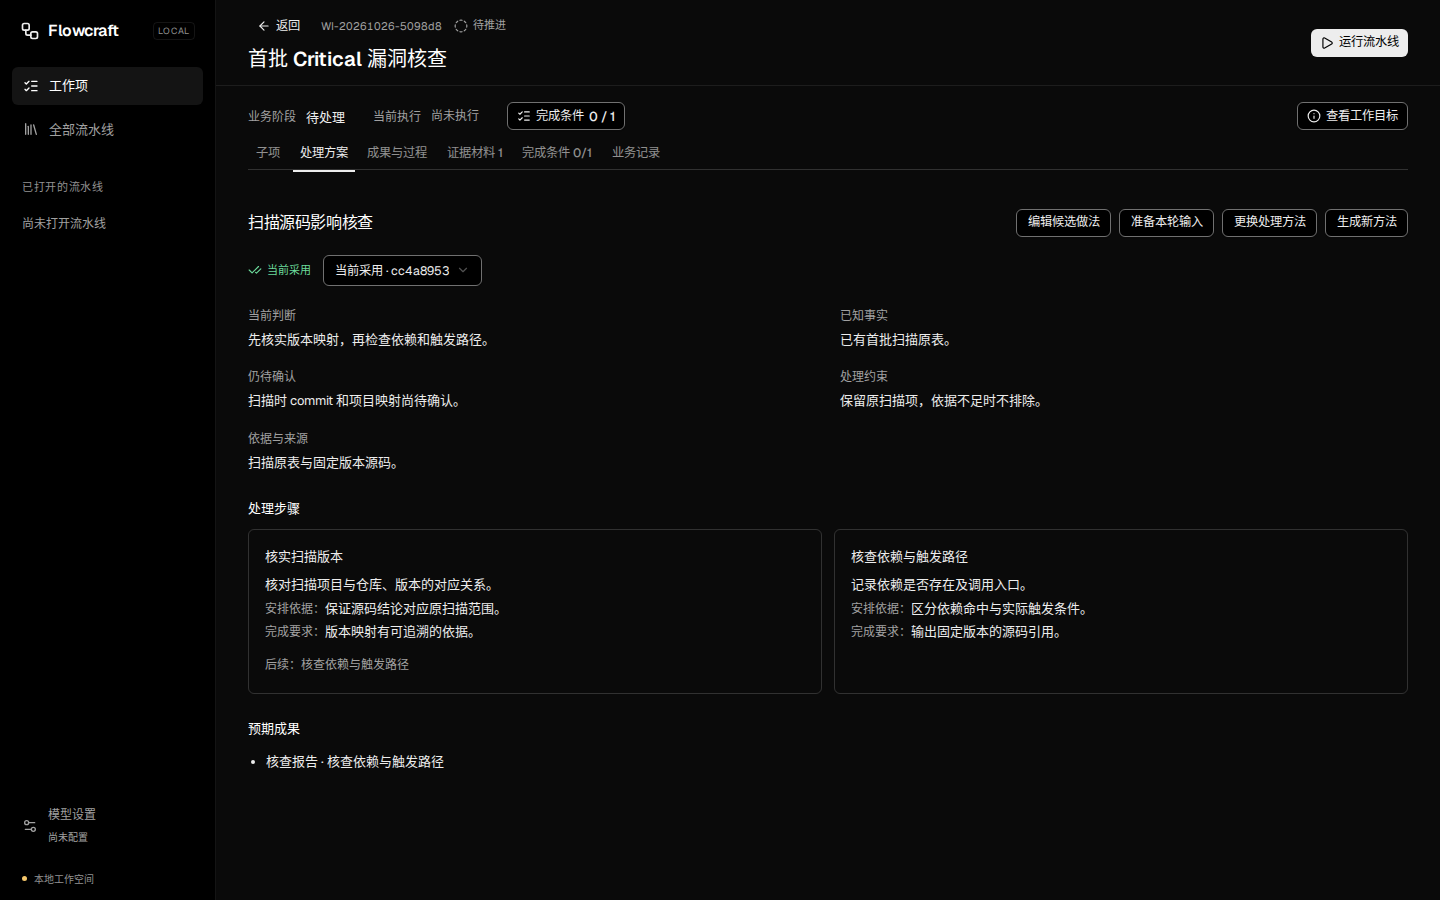 Flowcraft
LOCAL
工作项
全部流水线
已打开的流水线
尚未打开流水线
模型设置
尚未配置
本地工作空间
返回
WI-20261026-5098d8
待推进
首批 Critical 漏洞核查
运行流水线
业务阶段 待处理
当前执行 尚未执行
完成条件 0 / 1
查看工作目标
子项
处理方案
成果与过程
证据材料 1
完成条件 0/1
业务记录
扫描源码影响核查
编辑候选做法
准备本轮输入
更换处理方法
生成新方法
当前采用
当前采用 · cc4a8953
当前判断
先核实版本映射，再检查依赖和触发路径。
已知事实
已有首批扫描原表。
仍待确认
扫描时 commit 和项目映射尚待确认。
处理约束
保留原扫描项，依据不足时不排除。
依据与来源
扫描原表与固定版本源码。
处理步骤
核实扫描版本
核对扫描项目与仓库、版本的对应关系。
安排依据：保证源码结论对应原扫描范围。
完成要求：版本映射有可追溯的依据。
后续：核查依赖与触发路径
核查依赖与触发路径
记录依赖是否存在及调用入口。
安排依据：区分依赖命中与实际触发条件。
完成要求：输出固定版本的源码引用。
预期成果
• 核查报告 · 核查依赖与触发路径